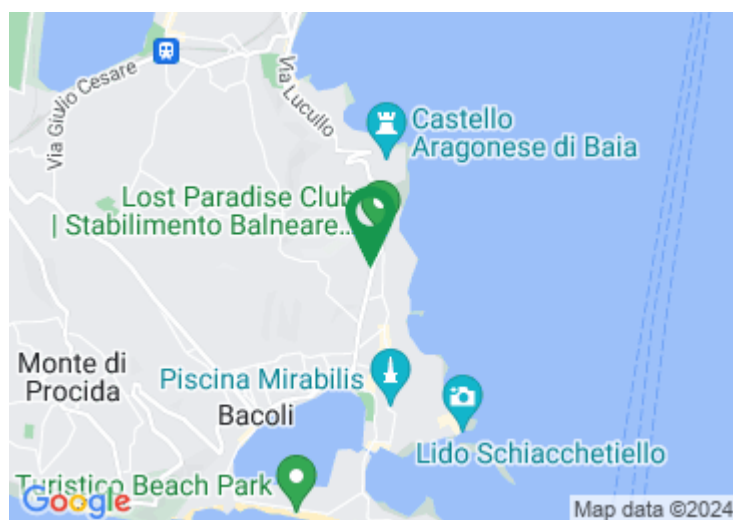 Via Giulio Cesare
Via Lucullo
Castello
Aragonese di Baia
Lost Paradise Club
| Stabilimento Balneare...
Monte di
Procida
Piscina Mirabilis
Bacoli
Lido Schiacchetiello
Turistico Beach Park
Google
Map data ©2024